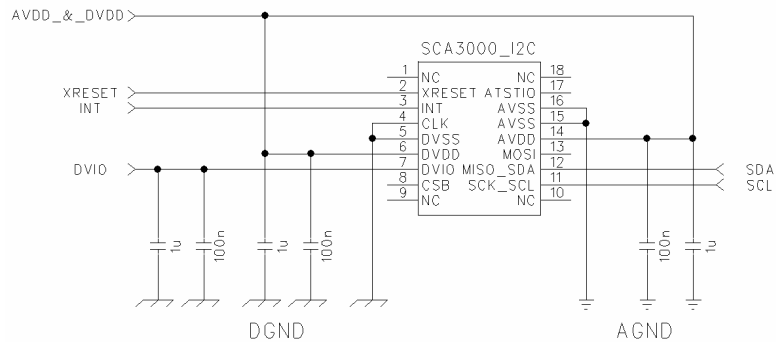 AVDD_&_DVDD
SCA3000_I2C
1 NC NC 18
XRESET 2 XRESET ATSTIO 17
INT 3 INT AVSS 16
4 CLK AVSS 15
5 DVSS AVDD 14
6 DVDD MOSI 13
DVIO 7 DVIO MISO_SDA 12 SDA
8 CSB SCK_SCL 11 SCL
9 NC NC 10
1u 100n 1u 100n 100n 1u
DGND AGND